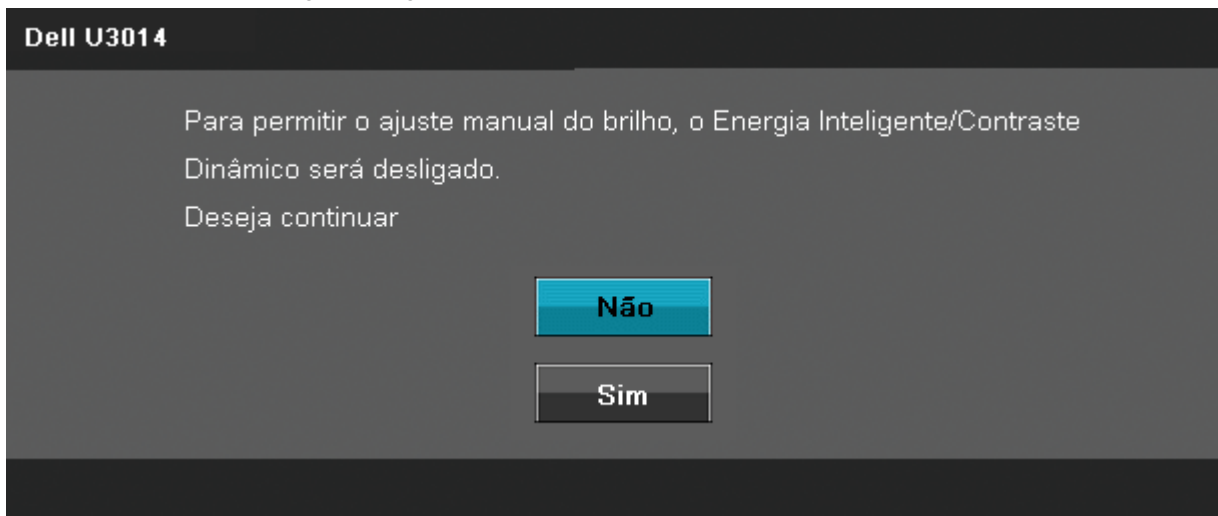 Dell U3014
Para permitir o ajuste manual do brilho, o Energia Inteligente/Contraste
Dinâmico será desligado.
Deseja continuar
Não
Sim